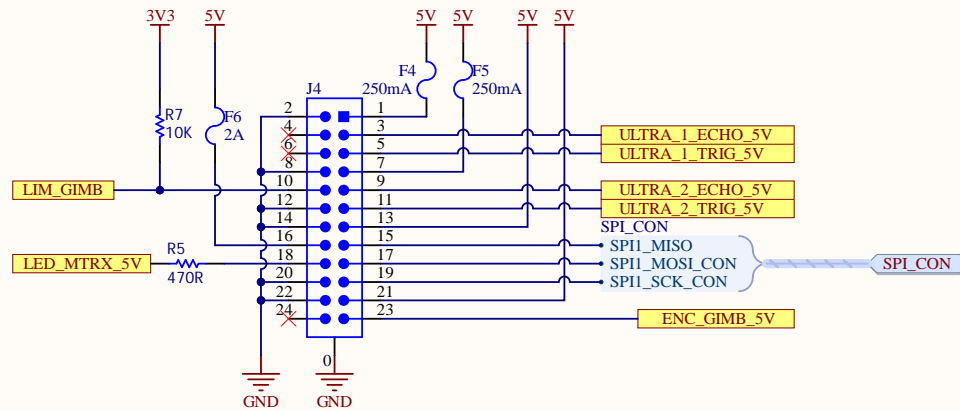 3V3 5V 5V 5V 5V 5V
F4 F5
J4 250mA 250mA
R7 F6 2 1
10K 2A 4 3 ULTRA_1_ECHO_5V
6 5 ULTRA_1_TRIG_5V
8 7
LIM_GIMB 10 9 ULTRA_2_ECHO_5V
12 11 ULTRA_2_TRIG_5V
14 13 SPI_CON
16 15 SPI1_MISO
R5
LED_MTRX_5V 18 17 SPI1_MOSI_CON SPI_CON
470R
20 19 SPI1_SCK_CON
22 21
24 23 ENC_GIMB_5V
0
GND GND